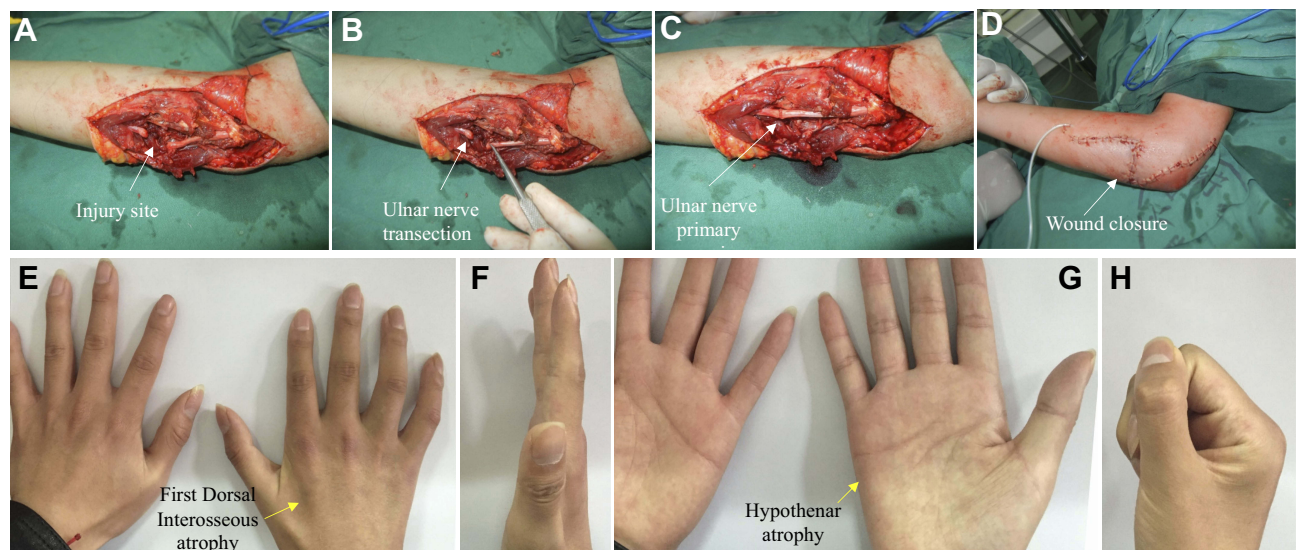 A
B
C
D
Injury site
Ulnar nerve
transection
Ulnar nerve
primary
Wound closure
E
F
G
H
First Dorsal
Interosseous
atrophy
Hypothenar
atrophy